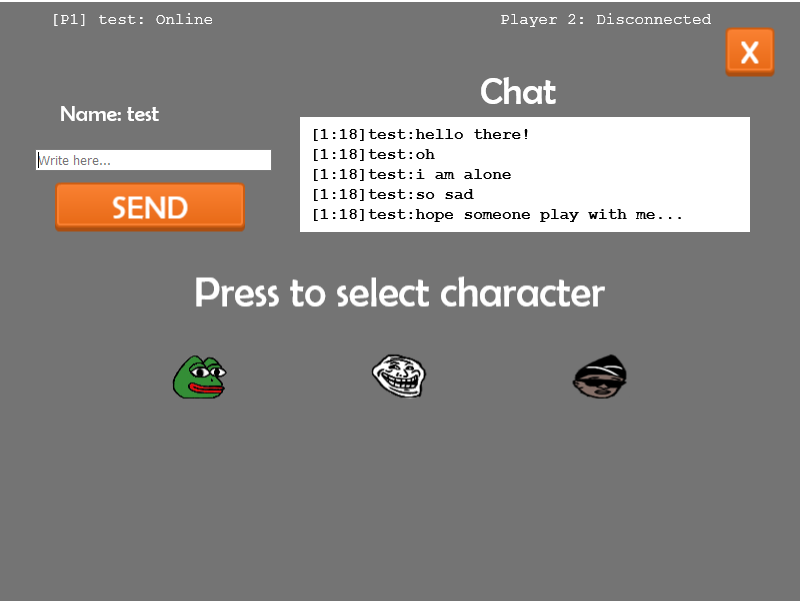 [P1] test: Online
Player 2: Disconnected
X
Chat
Name: test
[1:18]test:hello there!
[1:18]test:oh
[1:18]test:i am alone
[1:18]test:so sad
[1:18]test:hope someone play with me...
Write here...
SEND
Press to select character